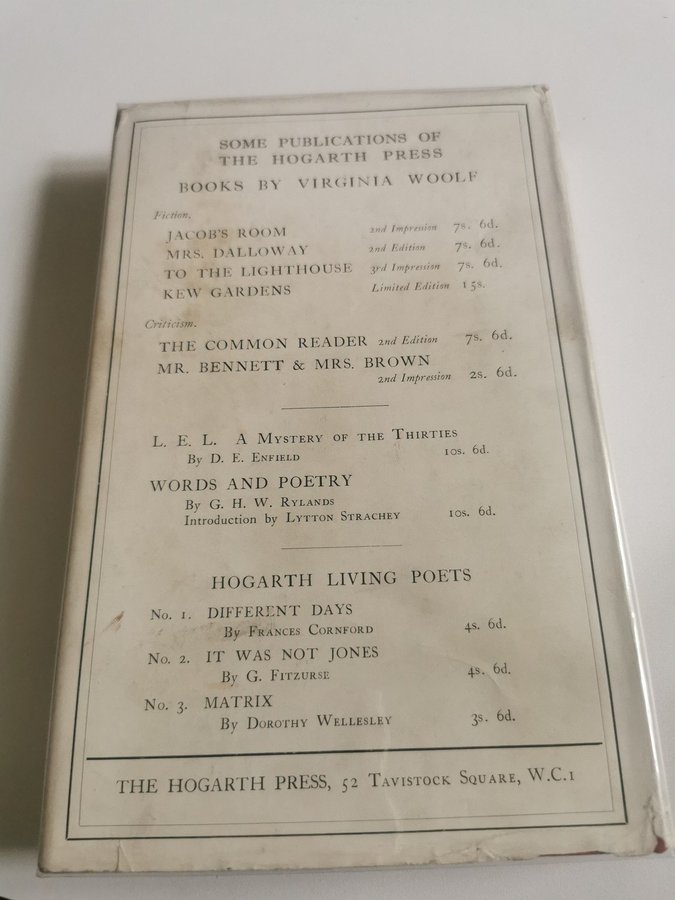 SOME PUBLICATIONS OF
THE HOGARTH PRESS
BOOKS BY VIRGINIA WOOLF
Fiction.
JACOB'S ROOM 2nd Impression 7s. 6d.
MRS. DALLOWAY 2nd Edition 7s. 6d.
TO THE LIGHTHOUSE 3rd Impression 7s. 6d.
KEW GARDENS Limited Edition 15s.
Criticism.
THE COMMON READER 2nd Edition 7s. 6d.
MR. BENNETT & MRS. BROWN
2nd Impression 2s. 6d.
L. E. L. A MYSTERY OF THE THIRTIES
By D. E. ENFIELD 10s. 6d.
WORDS AND POETRY
By G. H. W. RYLANDS
Introduction by LYTTON STRACHEY 10s. 6d.
HOGARTH LIVING POETS
No. 1. DIFFERENT DAYS
By FRANCES CORNFORD 4s. 6d.
No. 2. IT WAS NOT JONES
By G. FITZURSE 4s. 6d.
No. 3. MATRIX
By DOROTHY WELLESLEY 3s. 6d.
THE HOGARTH PRESS, 52 TAVISTOCK SQUARE, W.C.1